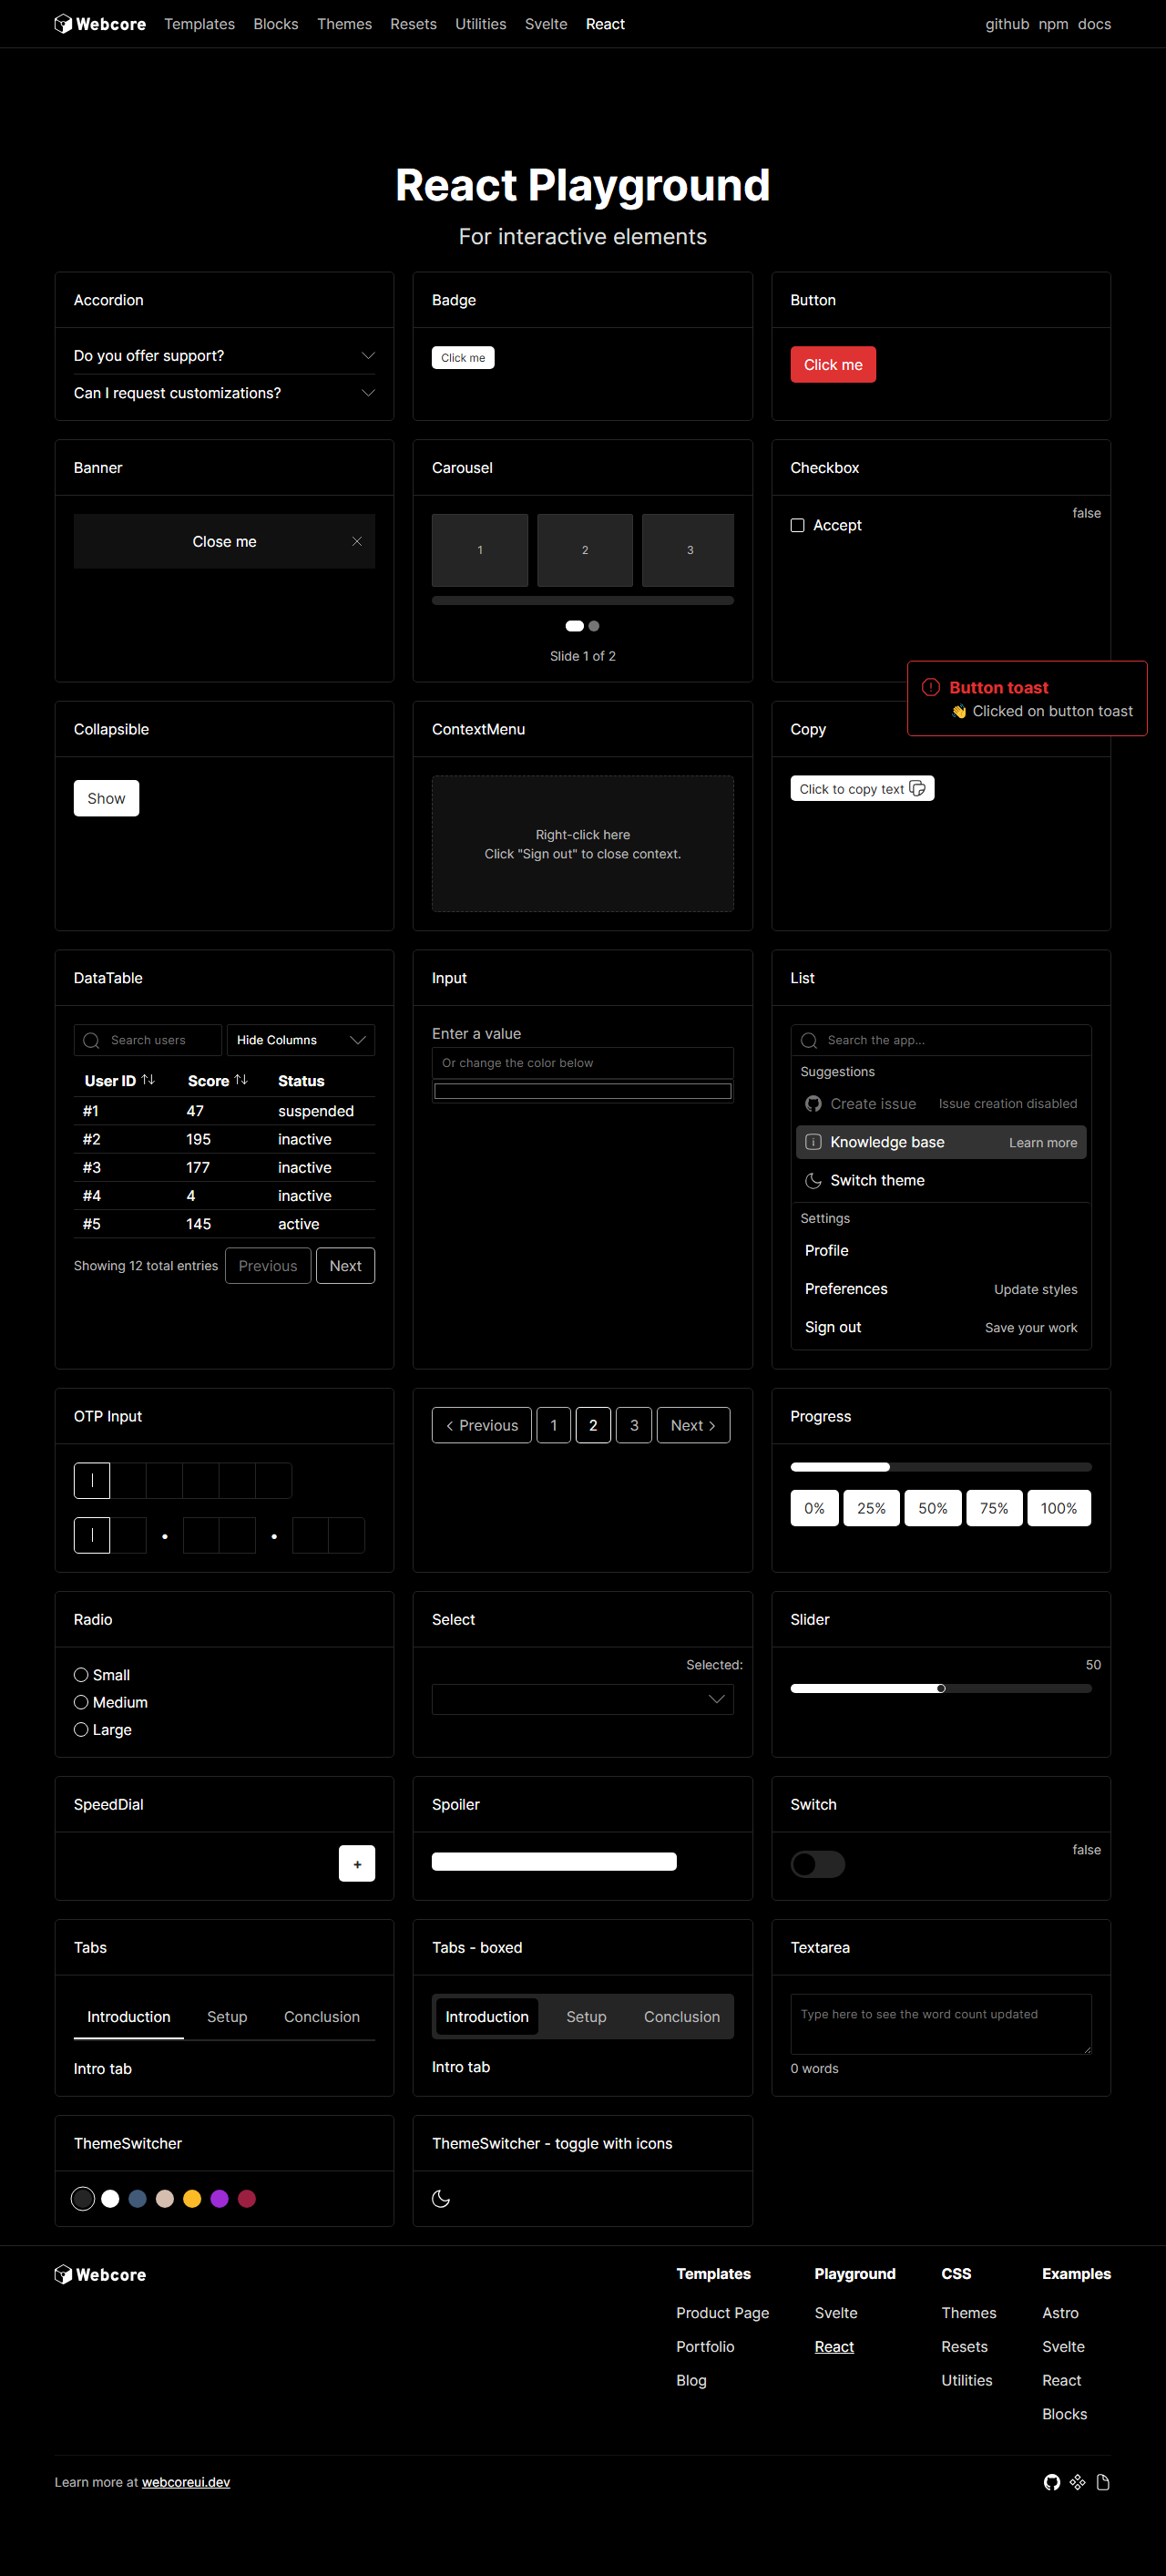 Webcore Templates Blocks Themes Resets Utilities Svelte React github npm docs
React Playground
For interactive elements
Accordion
Do you offer support?
Can I request customizations?
Badge
Click me
Button
Click me
Banner
Close me
Carousel
1 2 3
Slide 1 of 2
Checkbox
false
Accept
Button toast
👋 Clicked on button toast
Collapsible
Show
ContextMenu
Right-click here
Click "Sign out" to close context.
Copy
Click to copy text
DataTable
Search users Hide Columns
User ID Score Status
#1 47 suspended
#2 195 inactive
#3 177 inactive
#4 4 inactive
#5 145 active
Showing 12 total entries Previous Next
Input
Enter a value
Or change the color below
List
Search the app...
Suggestions
Create issue Issue creation disabled
Knowledge base Learn more
Switch theme
Settings
Profile
Preferences Update styles
Sign out Save your work
OTP Input
• •
Previous 1 2 3 Next
Progress
0% 25% 50% 75% 100%
Radio
Small
Medium
Large
Select
Selected:
Slider
50
SpeedDial
+
Spoiler
Switch
false
Tabs
Introduction Setup Conclusion
Intro tab
Tabs - boxed
Introduction Setup Conclusion
Intro tab
Textarea
Type here to see the word count updated
0 words
ThemeSwitcher
ThemeSwitcher - toggle with icons
Webcore
Templates
Product Page
Portfolio
Blog
Playground
Svelte
React
CSS
Themes
Resets
Utilities
Examples
Astro
Svelte
React
Blocks
Learn more at webcoreui.dev